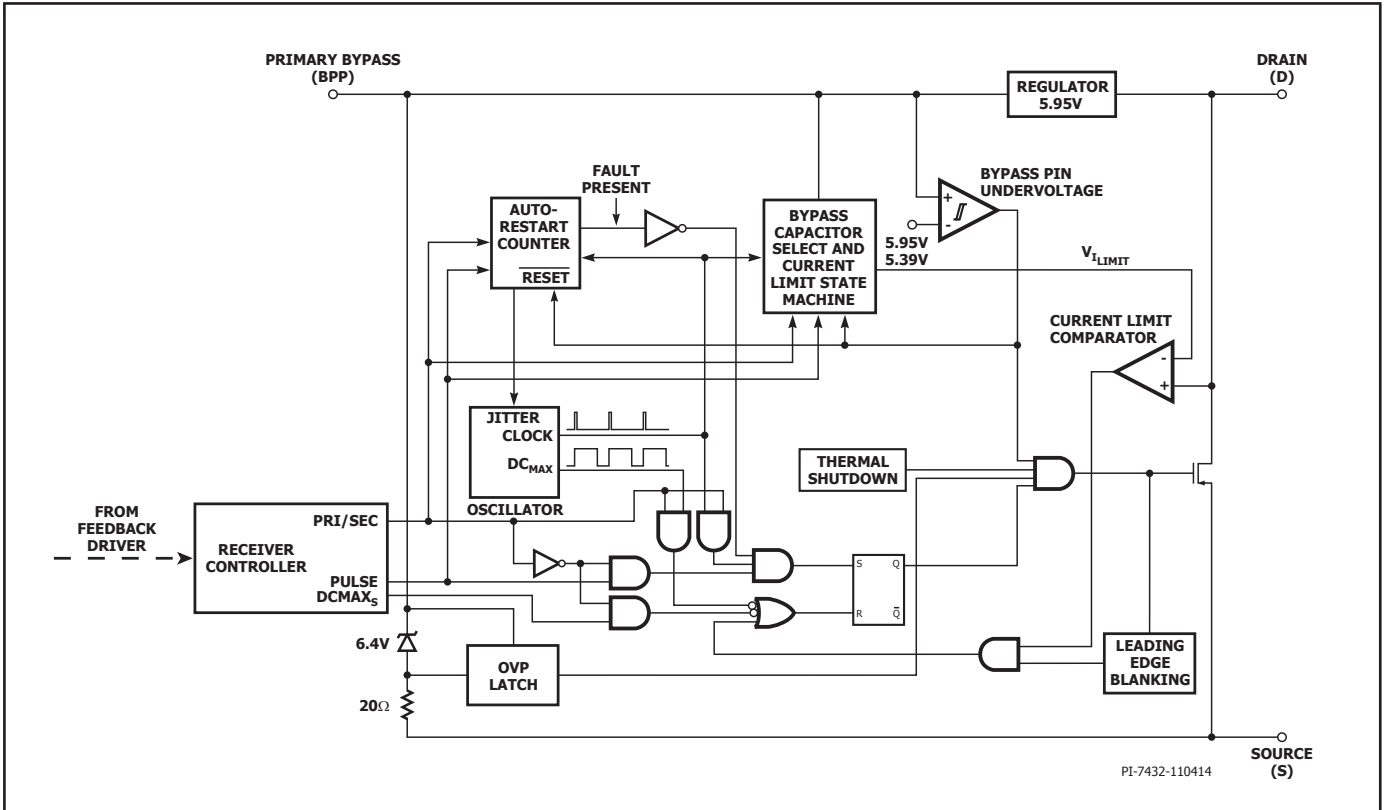 PRIMARY BYPASS
(BPP)
DRAIN
(D)
REGULATOR
5.95V
BYPASS PIN
UNDERVOLTAGE
+
-
5.95V
5.39V
FAULT
PRESENT
AUTO-
RESTART
COUNTER
RESET
BYPASS
CAPACITOR
SELECT AND
CURRENT
LIMIT STATE
MACHINE
VILIMIT
CURRENT LIMIT
COMPARATOR
-
+
JITTER
CLOCK
DCMAX
OSCILLATOR
THERMAL
SHUTDOWN
FROM
FEEDBACK
DRIVER
RECEIVER
CONTROLLER
PRI/SEC
PULSE
DCMAXS
S Q
R Q̅
6.4V
20Ω
OVP
LATCH
LEADING
EDGE
BLANKING
SOURCE
(S)
PI-7432-110414